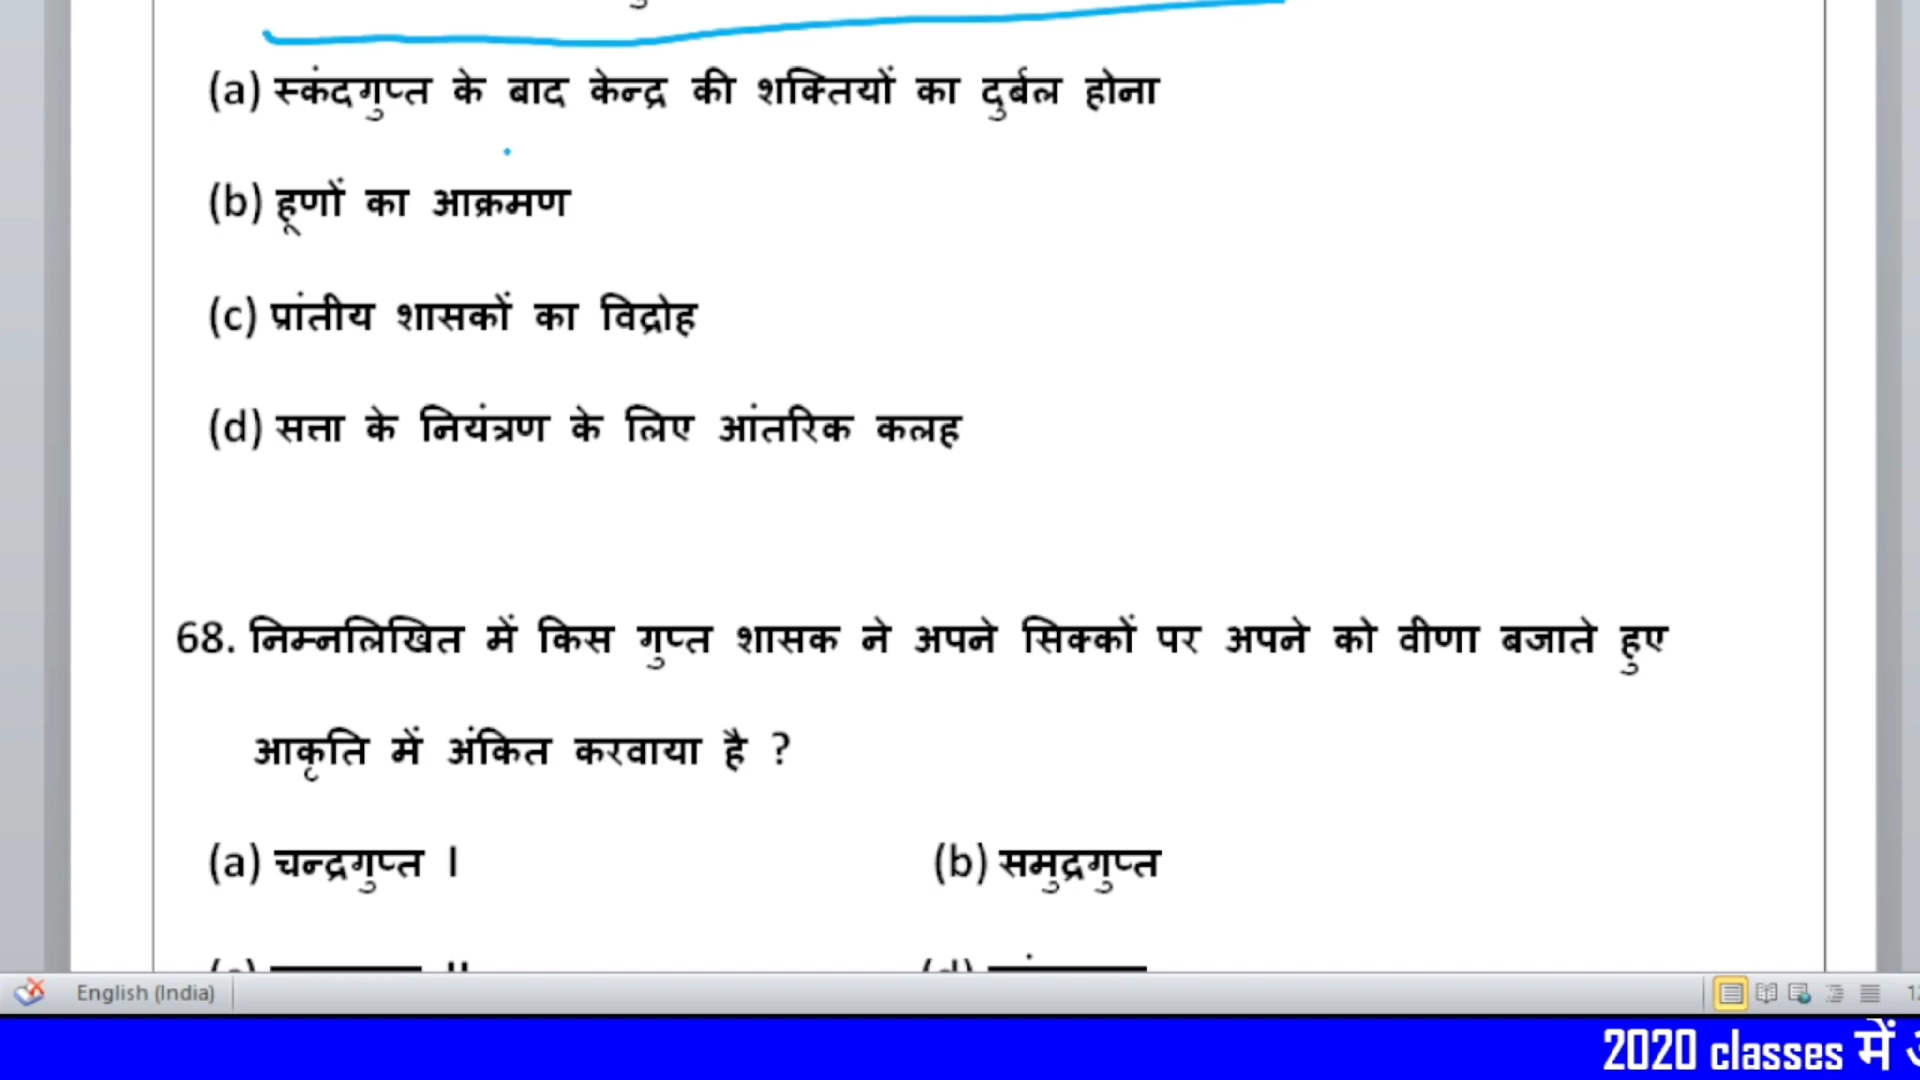 (a) स्कंदगुप्त के बाद केन्द्र की शक्तियों का दुर्बल होना
(b) हूणों का आक्रमण
(c) प्रांतीय शासकों का विद्रोह
(d) सत्ता के नियंत्रण के लिए आंतरिक कलह
68. निम्नलिखित में किस गुप्त शासक ने अपने सिक्कों पर अपने को वीणा बजाते हुए
आकृति में अंकित करवाया है ?
(a) चन्द्रगुप्त I
(b) समुद्रगुप्त
English (India)
2020 classes में